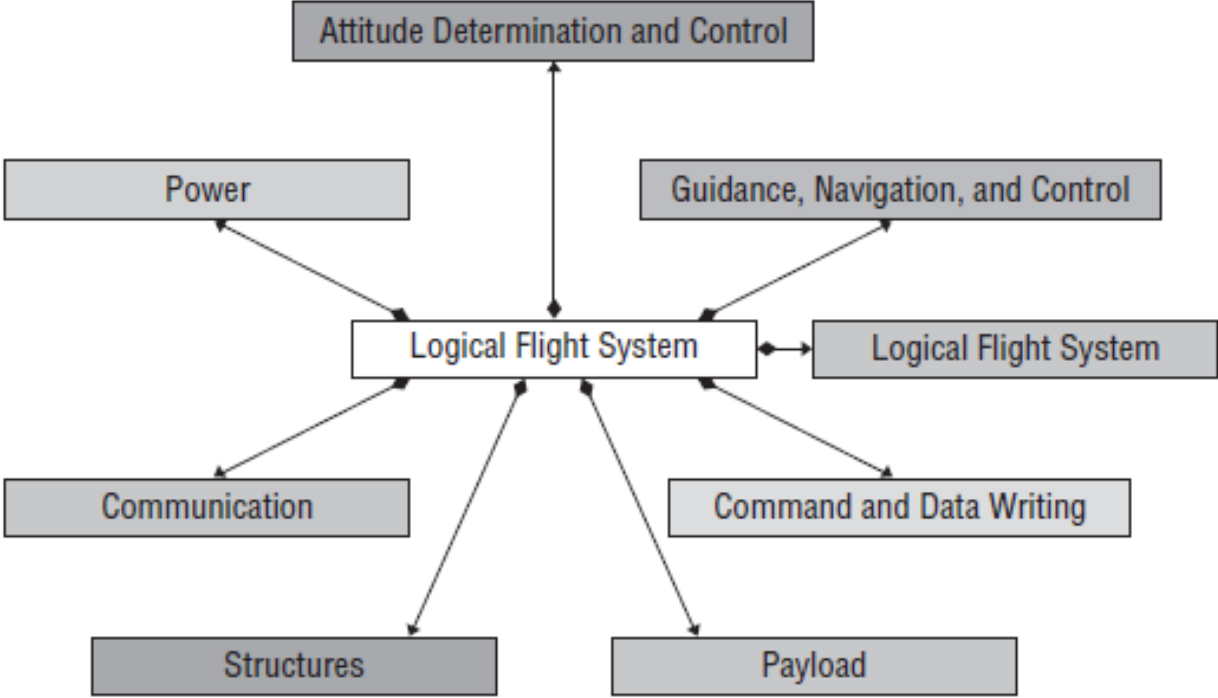 Attitude Determination and Control
Power
Guidance, Navigation, and Control
Logical Flight System
Logical Flight System
Communication
Command and Data Writing
Structures
Payload